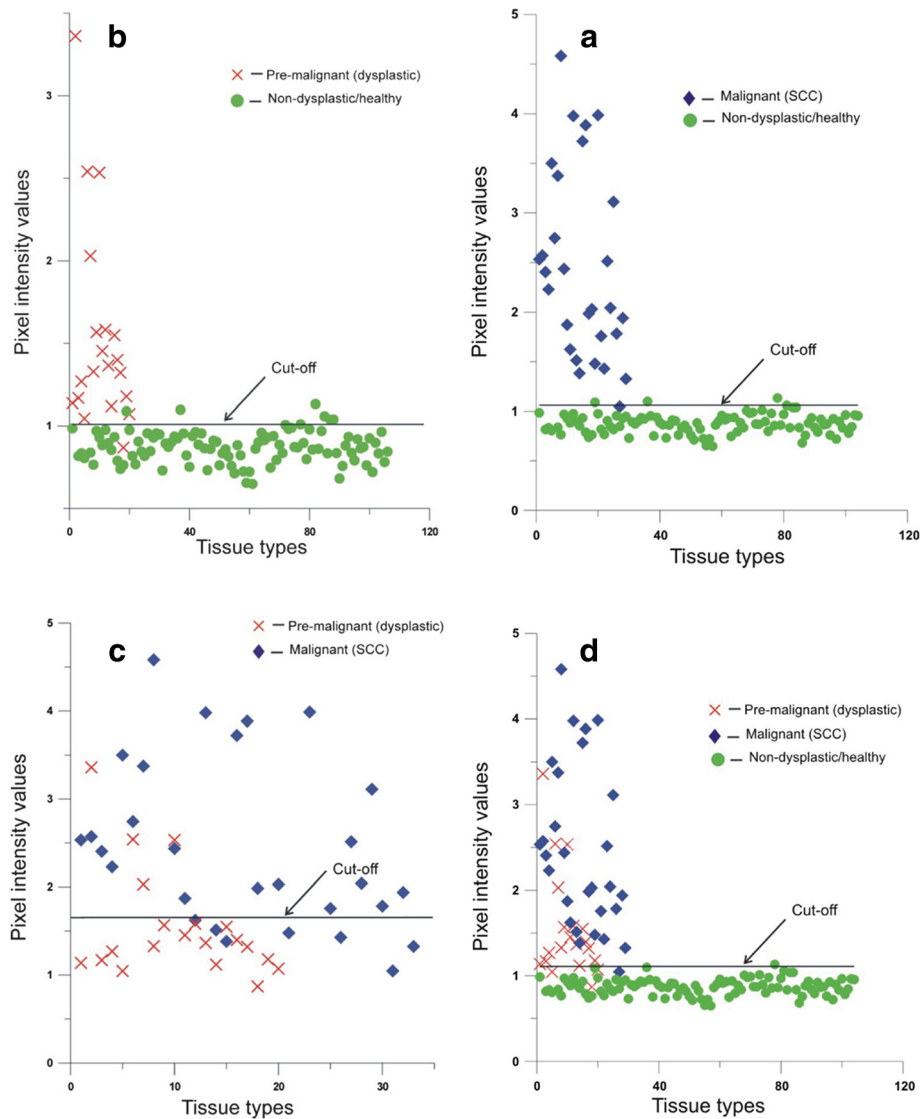 b
× — Pre-malignant (dysplastic)
● — Non-dysplastic/healthy
3
2
1
Cut-off
Pixel intensity values
0 40 80 120
Tissue types
a
◆ — Malignant (SCC)
● — Non-dysplastic/healthy
5
4
3
2
1
0
Cut-off
Pixel intensity values
0 40 80 120
Tissue types
c
× — Pre-malignant (dysplastic)
◆ — Malignant (SCC)
5
4
3
2
1
0
Cut-off
Pixel intensity values
0 10 20 30
Tissue types
d
× — Pre-malignant (dysplastic)
◆ — Malignant (SCC)
● — Non-dysplastic/healthy
5
4
3
2
1
0
Cut-off
Pixel intensity values
0 40 80 120
Tissue types